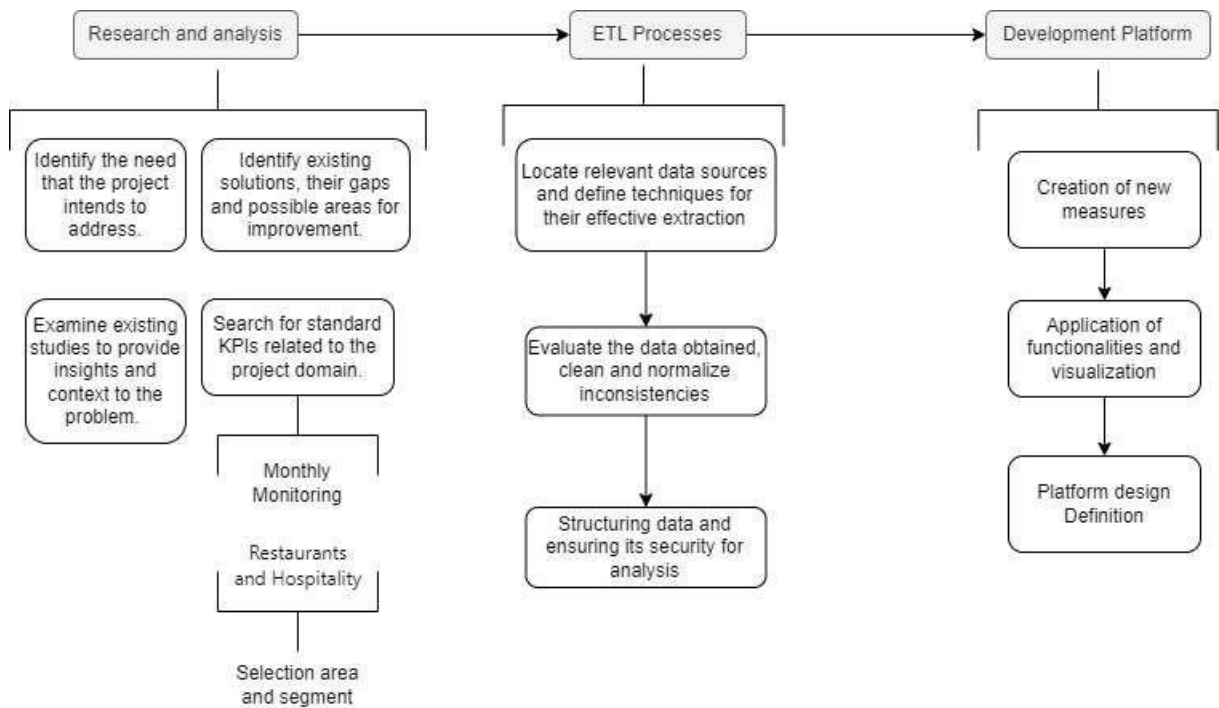 Research and analysis
ETL Processes
Development Platform
Identify the need
that the project
intends to
address.
Identify existing
solutions, their gaps
and possible areas for
improvement.
Examine existing
studies to provide
insights and
context to the
problem.
Search for standard
KPIs related to the
project domain.
Monthly
Monitoring
Restaurants
and Hospitality
Selection area
and segment
Locate relevant data sources
and define techniques for
their effective extraction
Evaluate the data obtained,
clean and normalize
inconsistencies
Structuring data and
ensuring its security for
analysis
Creation of new
measures
Application of
functionalities and
visualization
Platform design
Definition